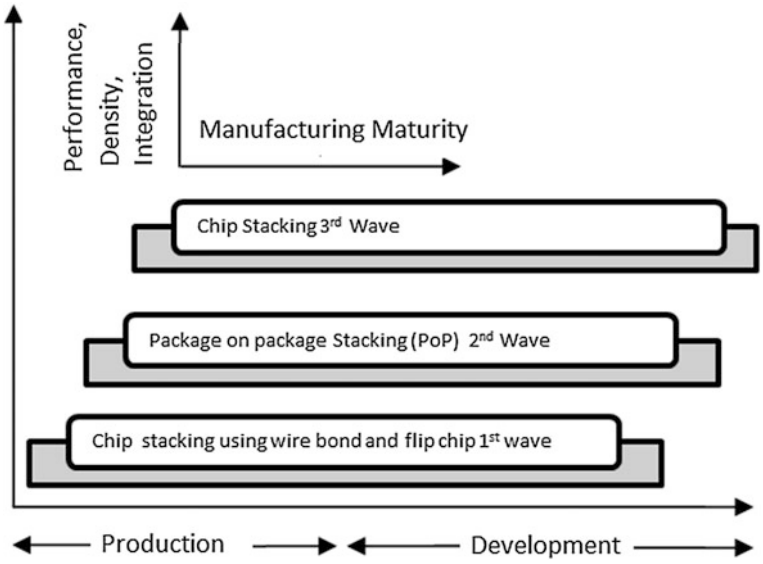 Performance,
Density,
Integration
Manufacturing Maturity
Chip Stacking 3rd Wave
Package on package Stacking (PoP) 2nd Wave
Chip stacking using wire bond and flip chip 1st wave
Production
Development